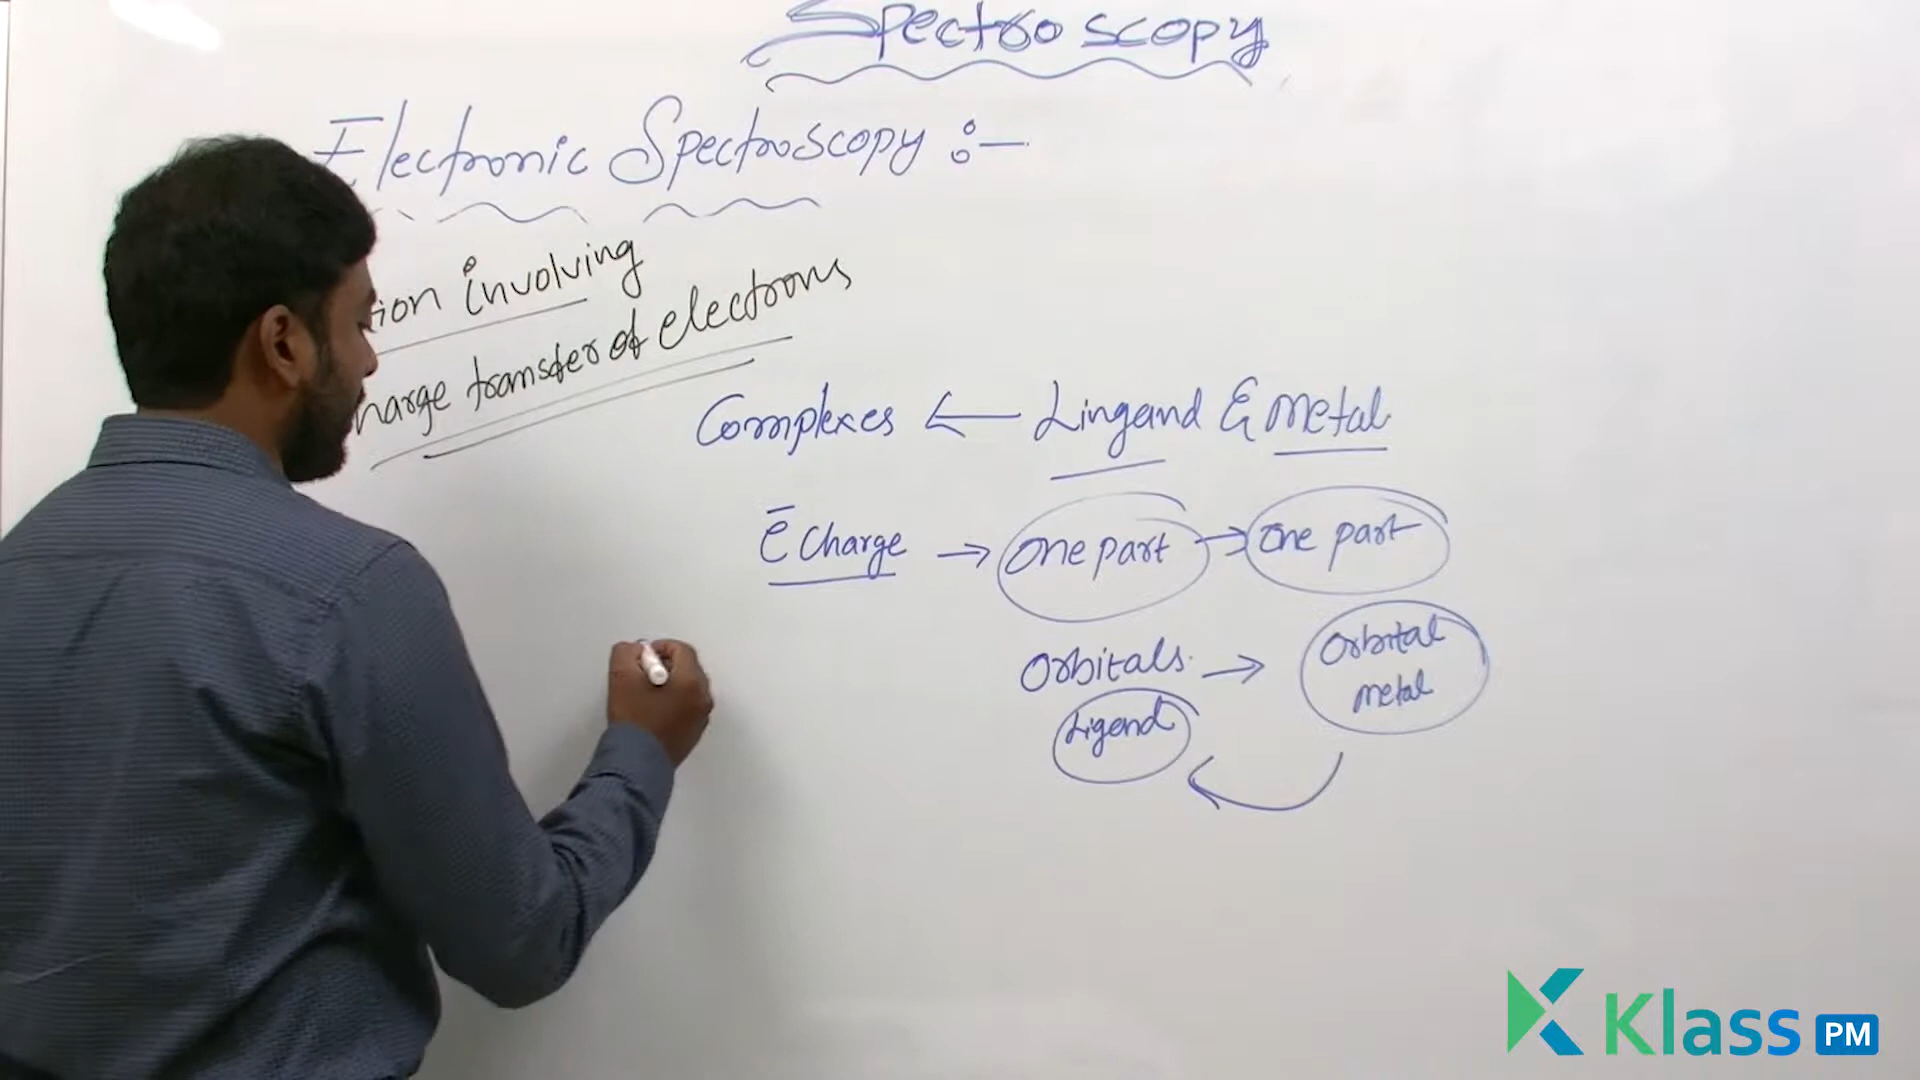 Spectroscopy
Electronic Spectroscopy :-
ion involving
harge transfer of electrons
Complexes ← Lingand & metal
ē charge → one part → one part
Orbitals → Orbital metal
Ligand
Klass PM